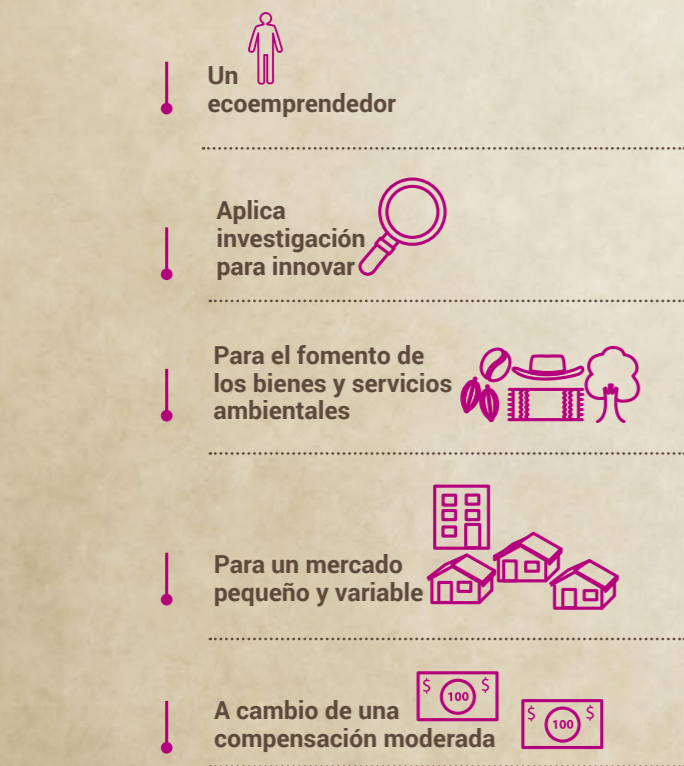 Un
ecoemprendedor
Aplica
investigación
para innovar
Para el fomento de
los bienes y servicios
ambientales
Para un mercado
pequeño y variable
$ 100 $
A cambio de una
compensación moderada
$ 100 $